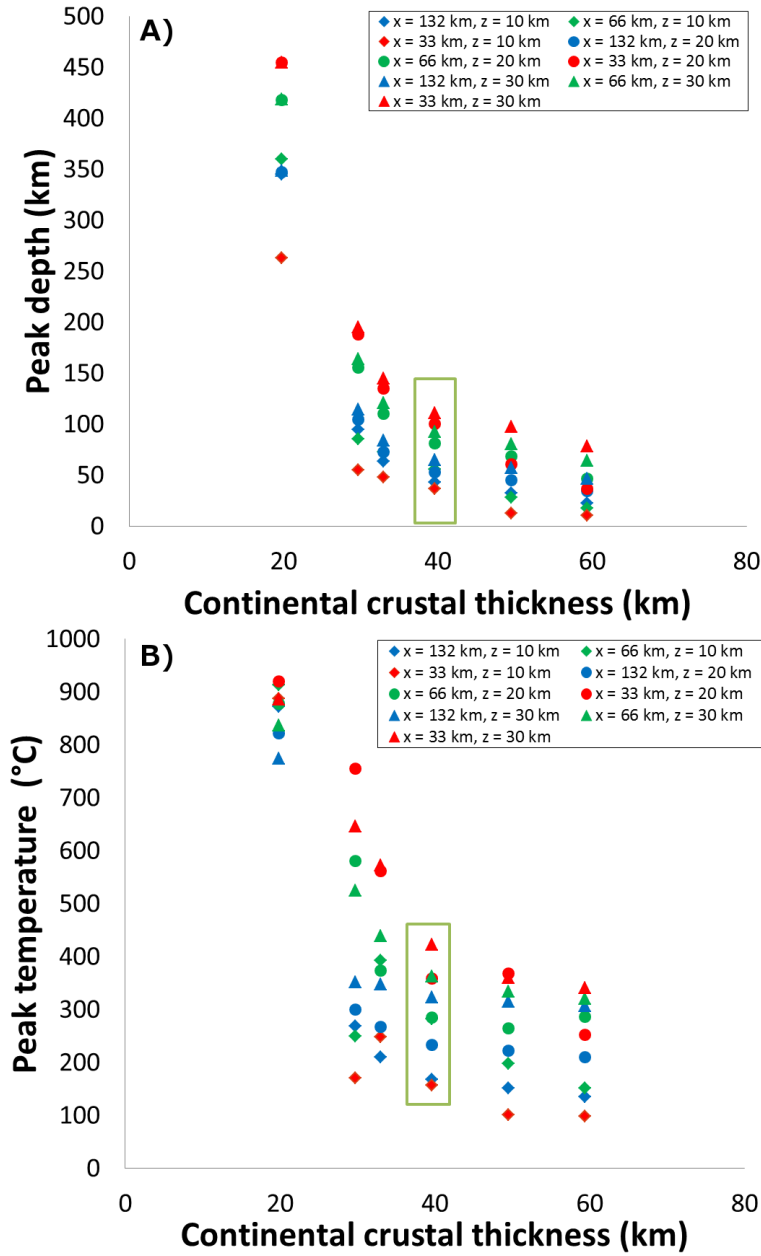 A)
x = 132 km, z = 10 km
x = 66 km, z = 10 km
x = 33 km, z = 10 km
x = 132 km, z = 20 km
x = 66 km, z = 20 km
x = 33 km, z = 20 km
x = 132 km, z = 30 km
x = 66 km, z = 30 km
x = 33 km, z = 30 km
Peak depth (km)
500
450
400
350
300
250
200
150
100
50
0
0 20 40 60 80
Continental crustal thickness (km)
B)
x = 132 km, z = 10 km
x = 66 km, z = 10 km
x = 33 km, z = 10 km
x = 132 km, z = 20 km
x = 66 km, z = 20 km
x = 33 km, z = 20 km
x = 132 km, z = 30 km
x = 66 km, z = 30 km
x = 33 km, z = 30 km
Peak temperature (°C)
1000
900
800
700
600
500
400
300
200
100
0
0 20 40 60 80
Continental crustal thickness (km)